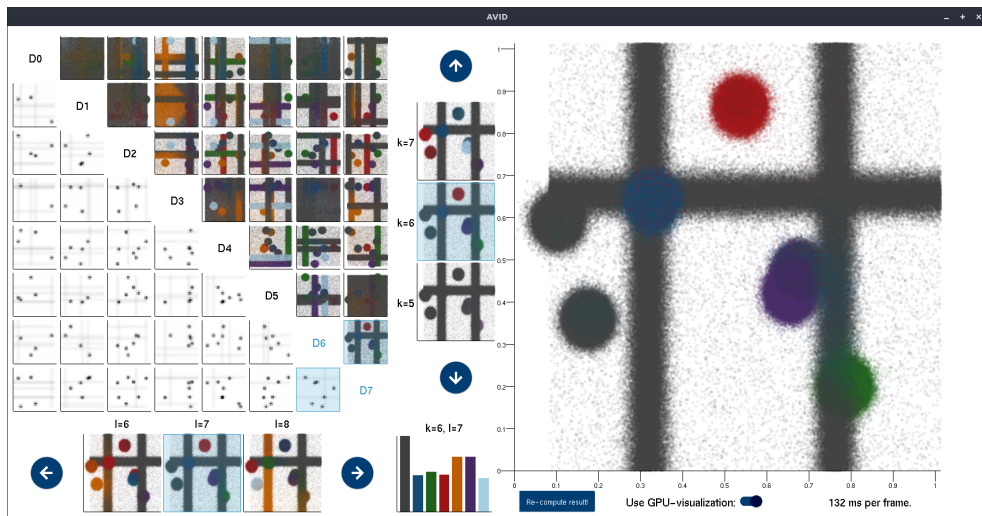 AVID
D0
D1
D2
D3
D4
D5
D6
D7
k=7
k=6
k=5
l=6
l=7
l=8
k=6, l=7
1
0.9
0.8
0.7
0.6
0.5
0.4
0.3
0.2
0.1
0
0
0.1
0.2
0.3
0.4
0.5
0.6
0.7
0.8
0.9
1
Re-compute result!
Use GPU-visualization:
132 ms per frame.